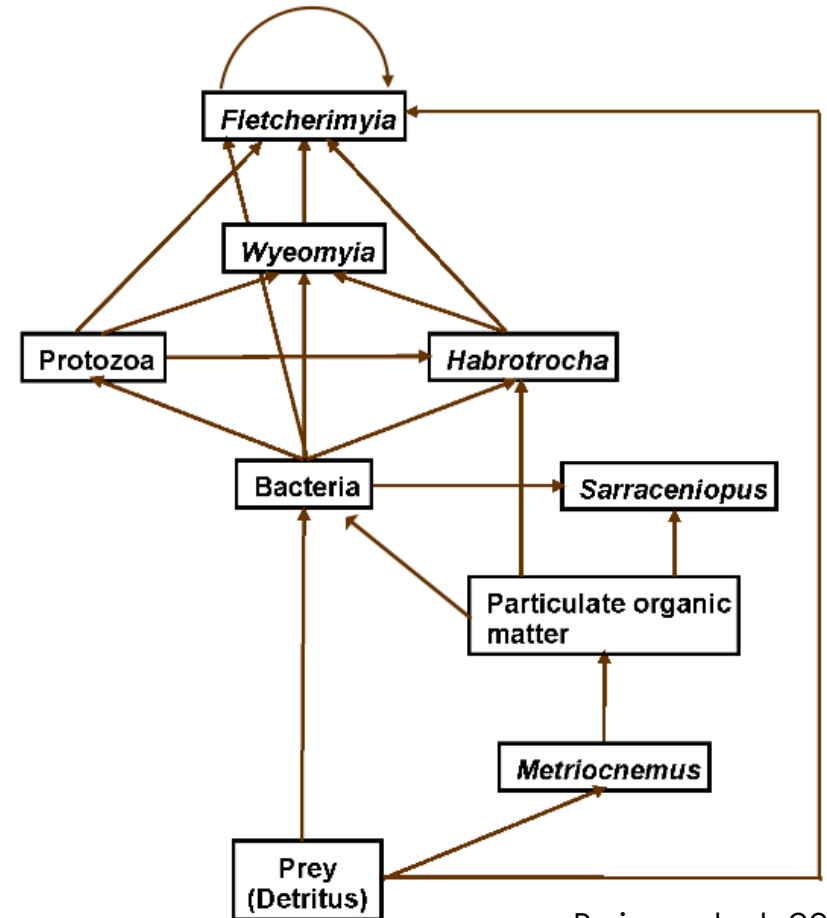 Fletcherimyia
Wyeomyia
Protozoa
Habrotrocha
Bacteria
Sarraceniopus
Particulate organic
matter
Metriocnemus
Prey
(Detritus)